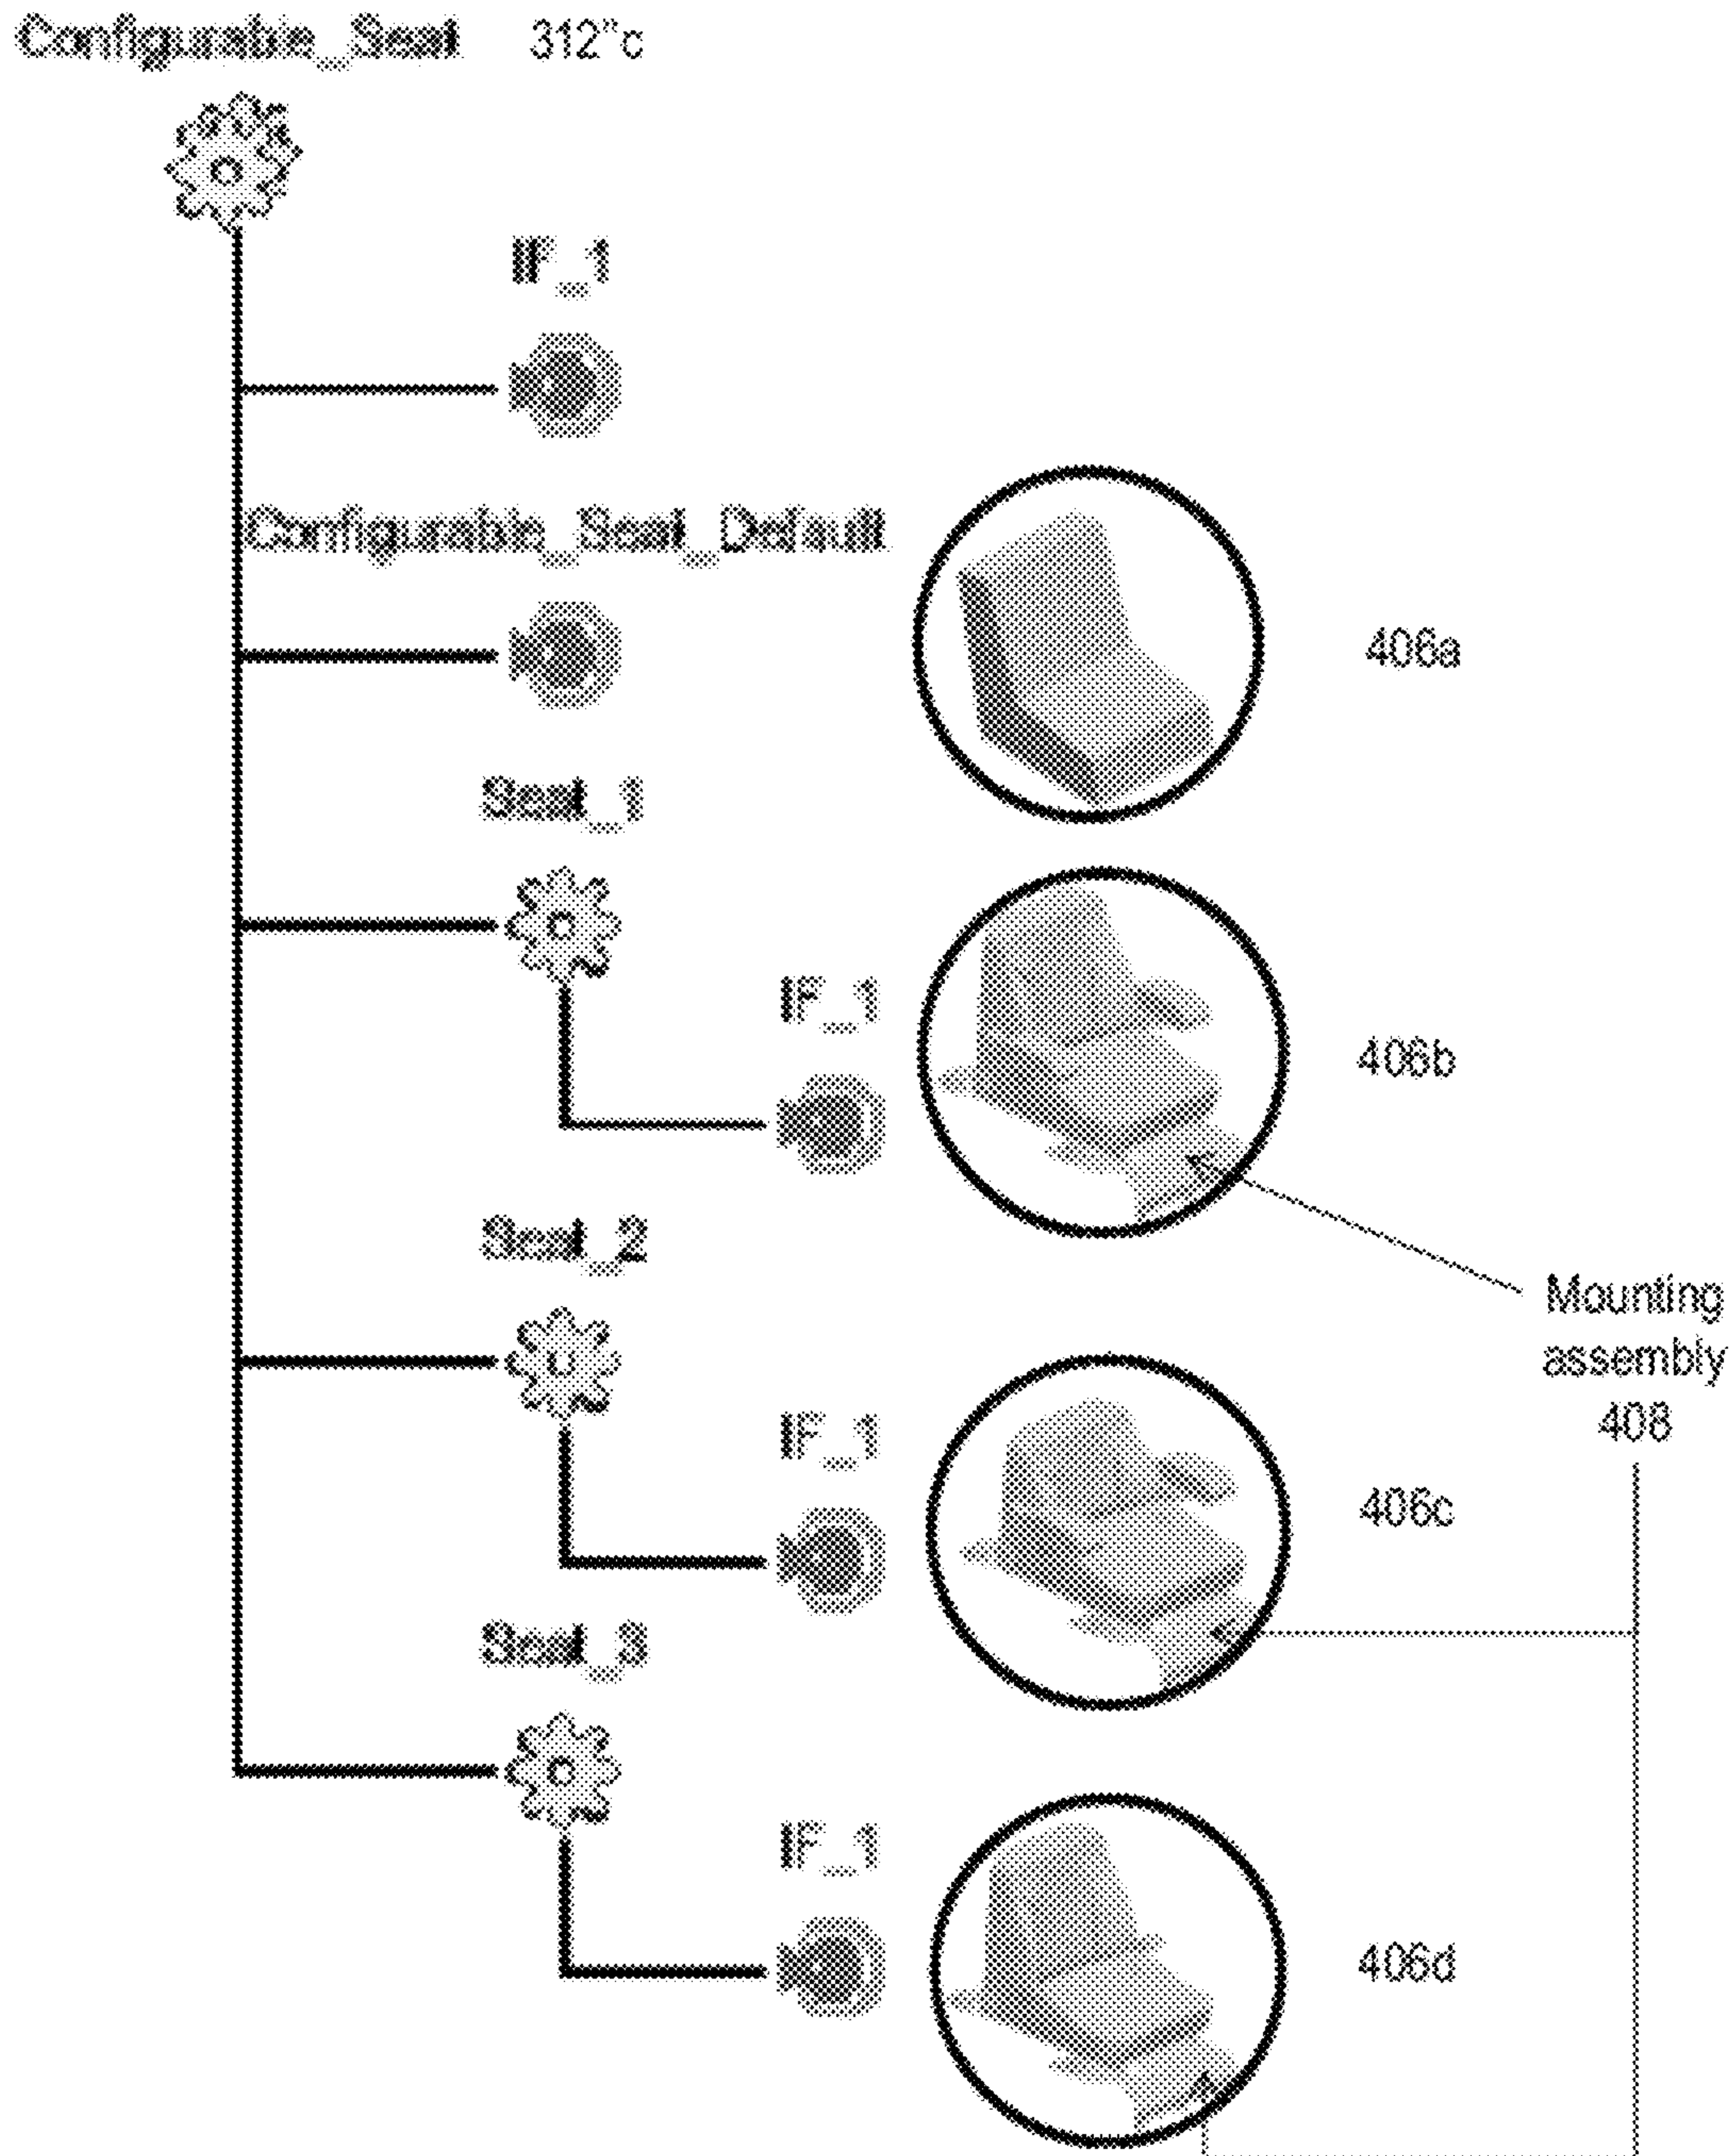 Configurable_Seat 312"c
IF_1
Configurable_Seat_Default
406a
Seat_1
IF_1
406b
Seat_2
Mounting
assembly
408
IF_1
406c
Seat_3
IF_1
406d